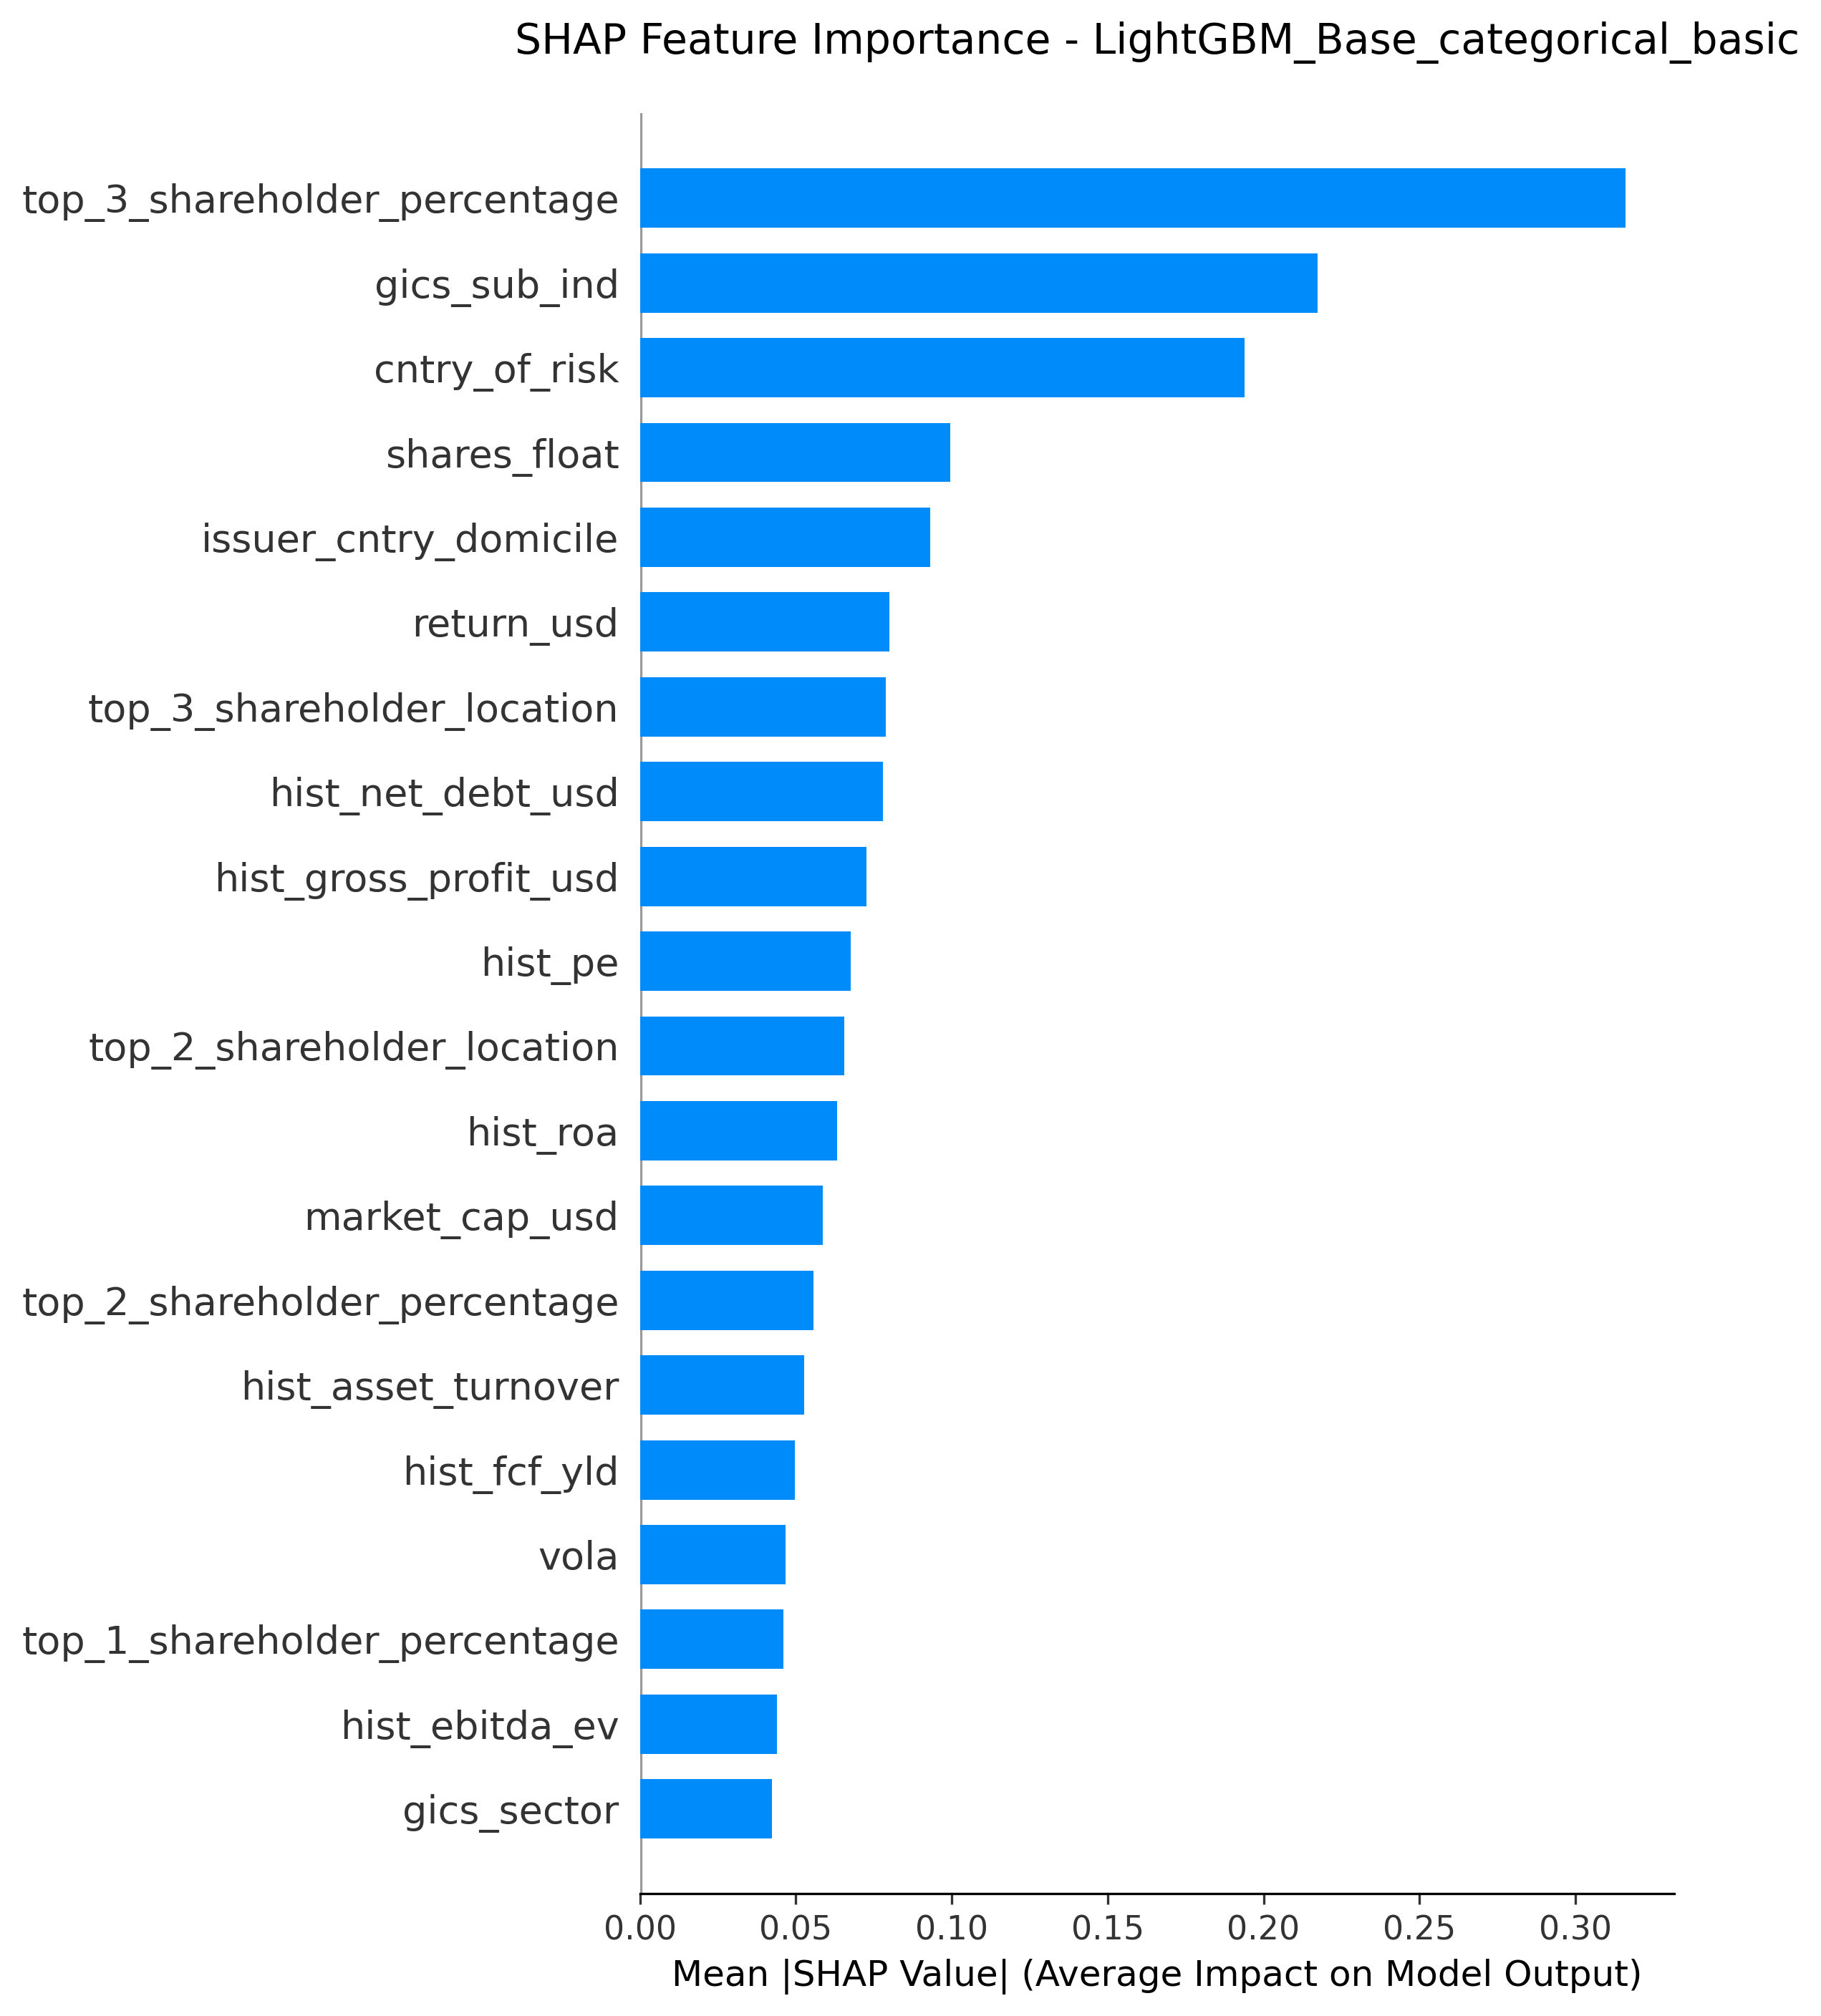 SHAP Feature Importance - LightGBM_Base_categorical_basic
top_3_shareholder_percentage
gics_sub_ind
cntry_of_risk
shares_float
issuer_cntry_domicile
return_usd
top_3_shareholder_location
hist_net_debt_usd
hist_gross_profit_usd
hist_pe
top_2_shareholder_location
hist_roa
market_cap_usd
top_2_shareholder_percentage
hist_asset_turnover
hist_fcf_yld
vola
top_1_shareholder_percentage
hist_ebitda_ev
gics_sector
0.00 0.05 0.10 0.15 0.20 0.25 0.30
Mean |SHAP Value| (Average Impact on Model Output)